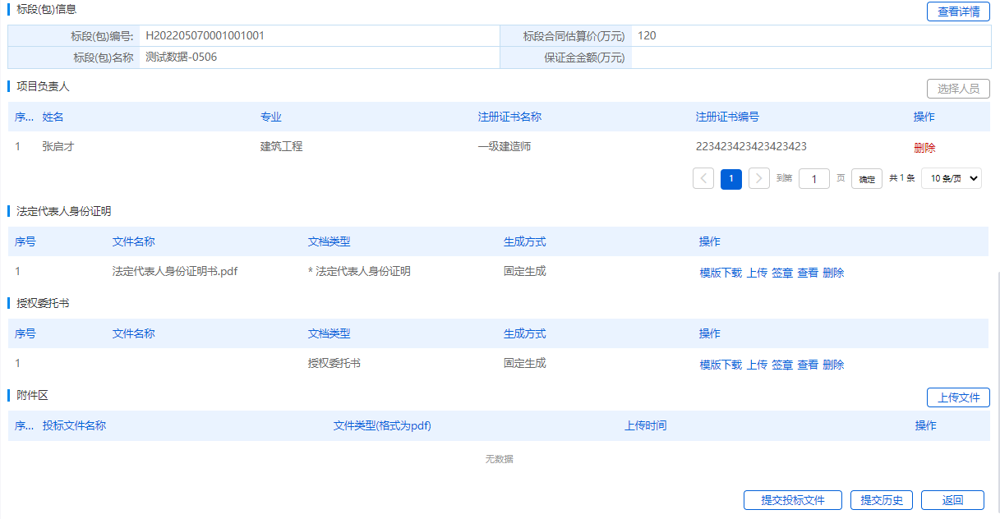 标段(包)信息 查看详情
标段(包)编号: H202205070001001001 标段合同估算价(万元) 120
标段(包)名称 测试数据-0506 保证金金额(万元)
项目负责人 选择人员
序... 姓名 专业 注册证书名称 注册证书编号 操作
1 张启才 建筑工程 一级建造师 223423423423423423 删除
1 到第 1 页 确定 共 1 条 10 条/页
法定代表人身份证明
序号 文件名称 文档类型 生成方式 操作
1 法定代表人身份证明书.pdf * 法定代表人身份证明 固定生成 模版下载 上传 签章 查看 删除
授权委托书
序号 文件名称 文档类型 生成方式 操作
1 授权委托书 固定生成 模版下载 上传 签章 查看 删除
附件区 上传文件
序... 投标文件名称 文件类型(格式为pdf) 上传时间 操作
无数据
提交投标文件 提交历史 返回